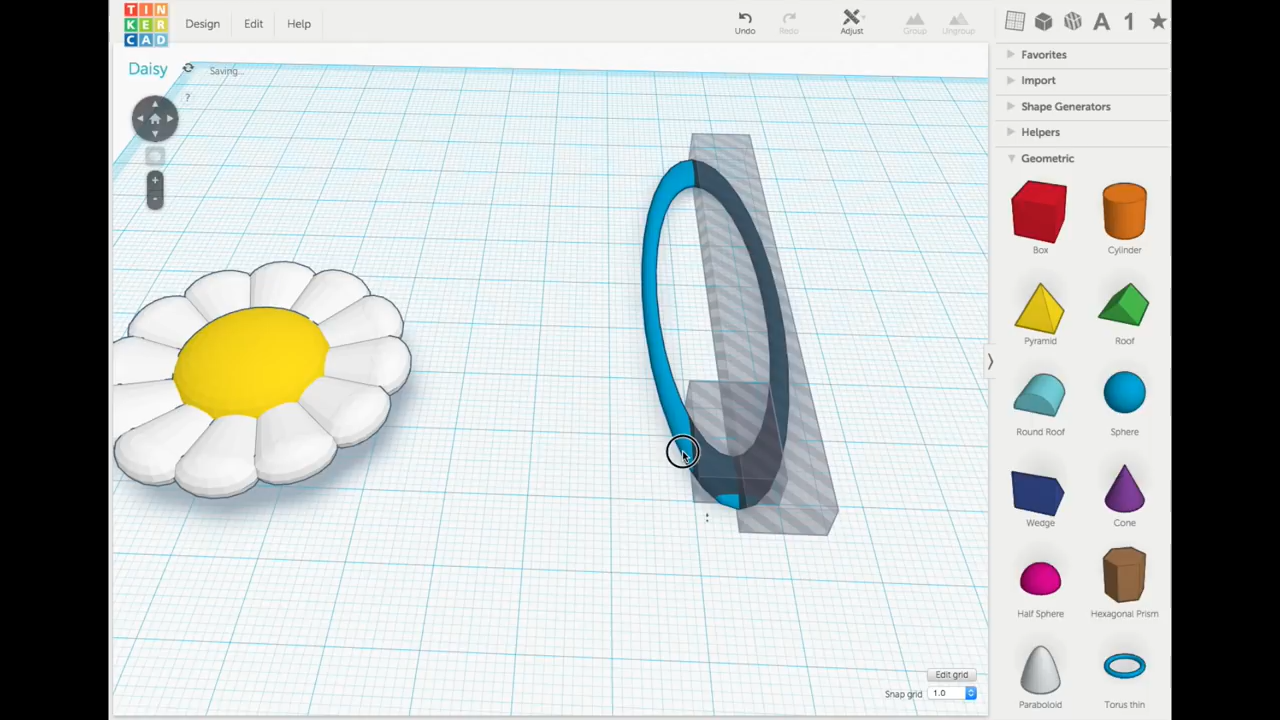 TIN
KER
CAD
Design
Edit
Help
Undo
Redo
Adjust
Group
Ungroup
A
1
Daisy
Saving...
?
+
-
Favorites
Import
Shape Generators
Helpers
Geometric
Box
Cylinder
Pyramid
Roof
Round Roof
Sphere
Wedge
Cone
Half Sphere
Hexagonal Prism
Paraboloid
Torus thin
Edit grid
Snap grid
1.0